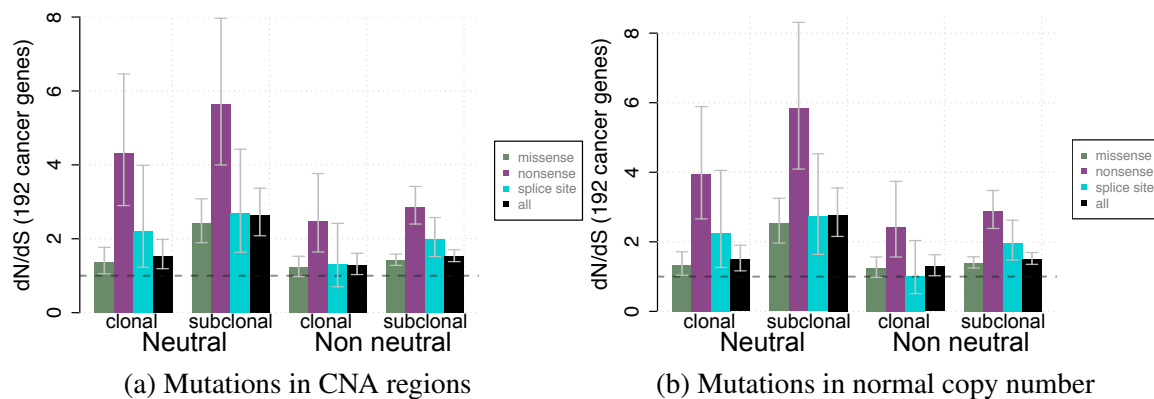 dN/dS (192 cancer genes)
8
6
4
2
0
clonal subclonal clonal subclonal
Neutral Non neutral
missense
nonsense
splice site
all
(a) Mutations in CNA regions
dN/dS (192 cancer genes)
8
6
4
2
0
clonal subclonal clonal subclonal
Neutral Non neutral
missense
nonsense
splice site
all
(b) Mutations in normal copy number